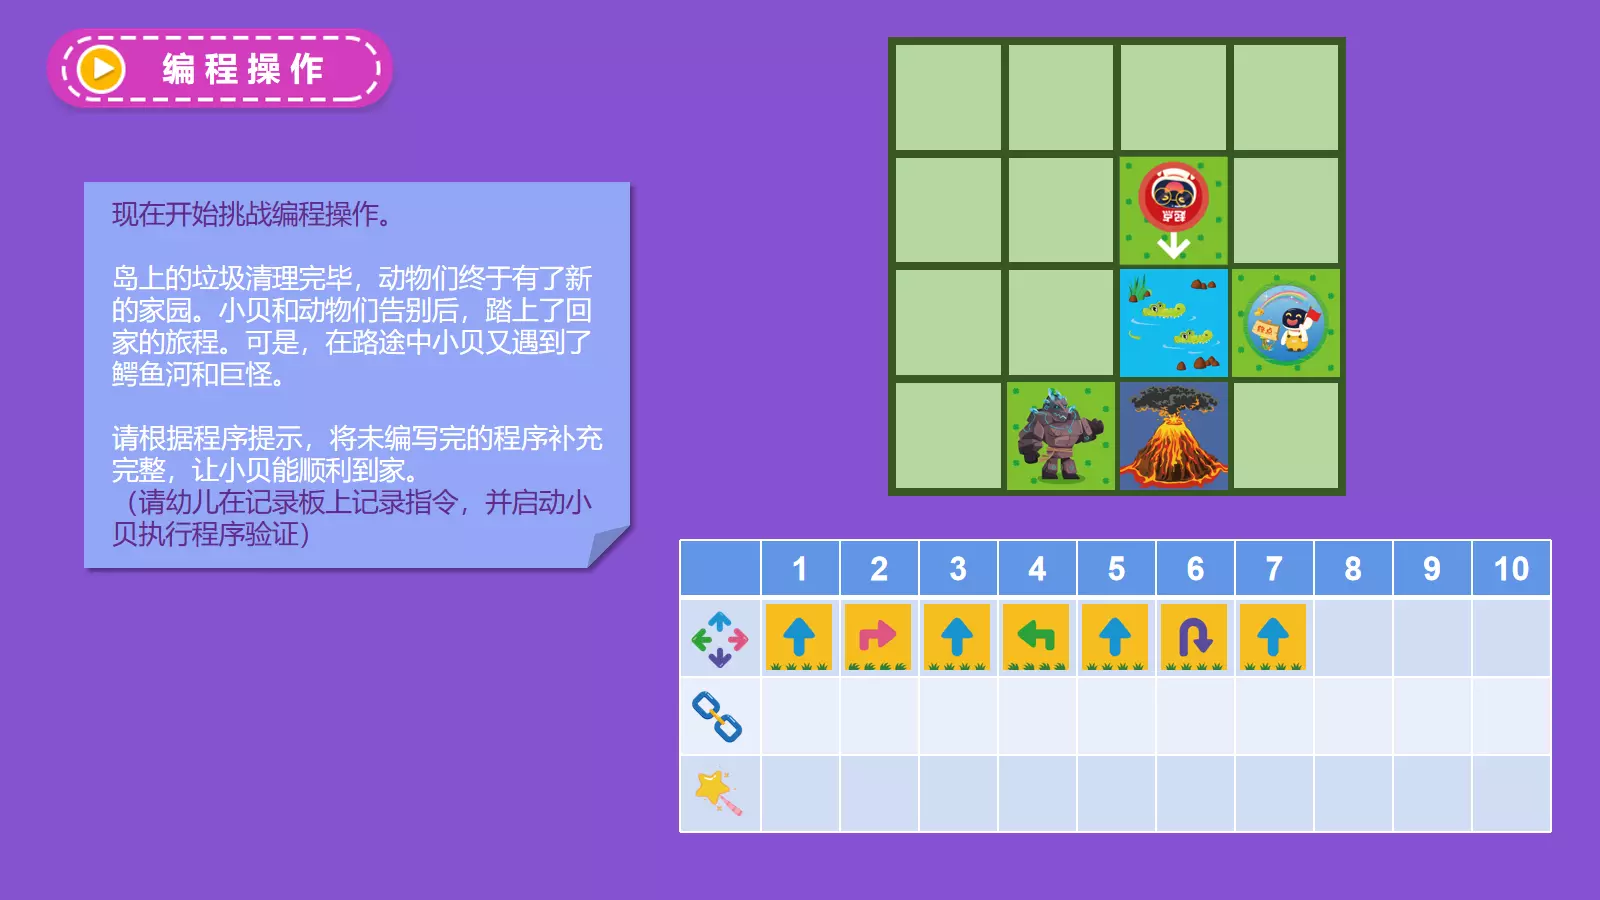 编程操作
现在开始挑战编程操作。
岛上的垃圾清理完毕，动物们终于有了新
的家园。小贝和动物们告别后，踏上了回
家的旅程。可是，在路途中小贝又遇到了
鳄鱼河和巨怪。
请根据程序提示，将未编写完的程序补充
完整，让小贝能顺利到家。
（请幼儿在记录板上记录指令，并启动小
贝执行程序验证）
起点
终点
1 2 3 4 5 6 7 8 9 10